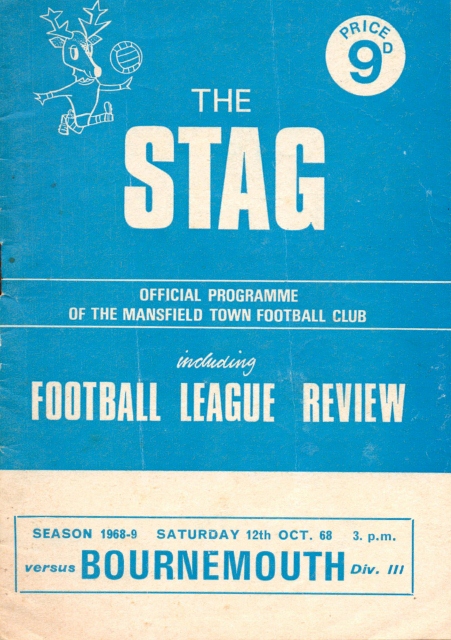 PRICE
9D
THE
STAG
OFFICIAL PROGRAMME
OF THE MANSFIELD TOWN FOOTBALL CLUB
including
FOOTBALL LEAGUE REVIEW
SEASON 1968-9 SATURDAY 12th OCT. 68 3. p.m.
versus BOURNEMOUTH Div. III